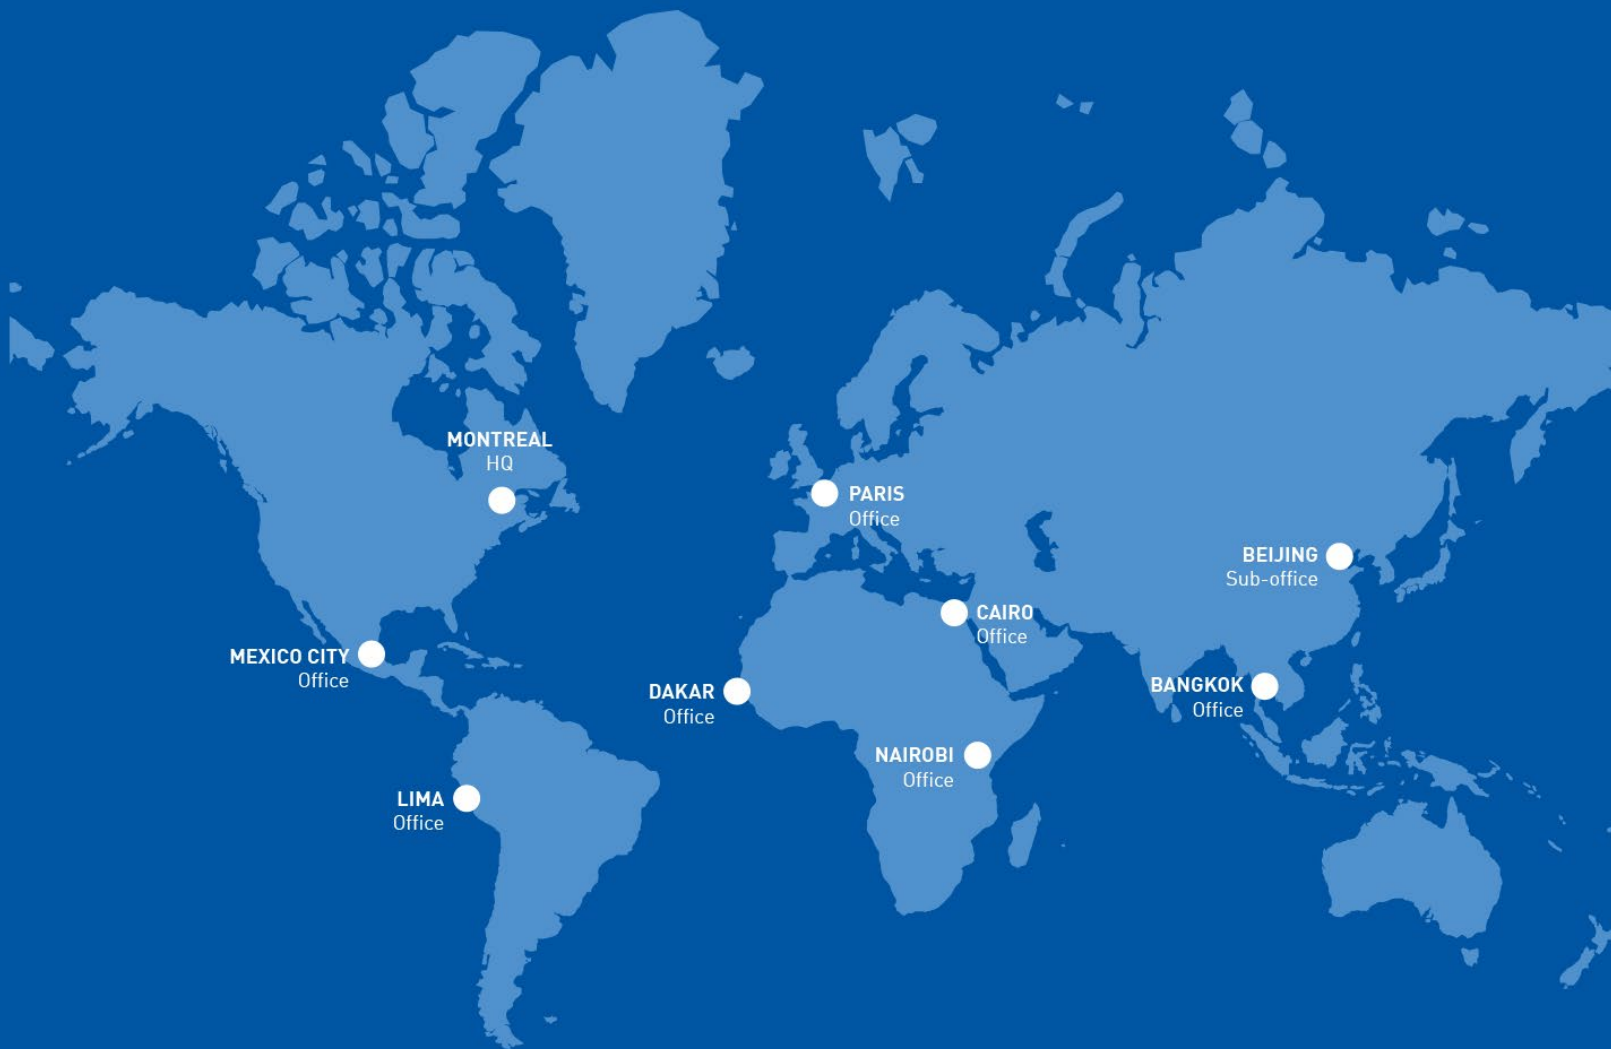 MONTREAL
HQ
PARIS
Office
BEIJING
Sub-office
CAIRO
Office
MEXICO CITY
Office
DAKAR
Office
BANGKOK
Office
NAIROBI
Office
LIMA
Office